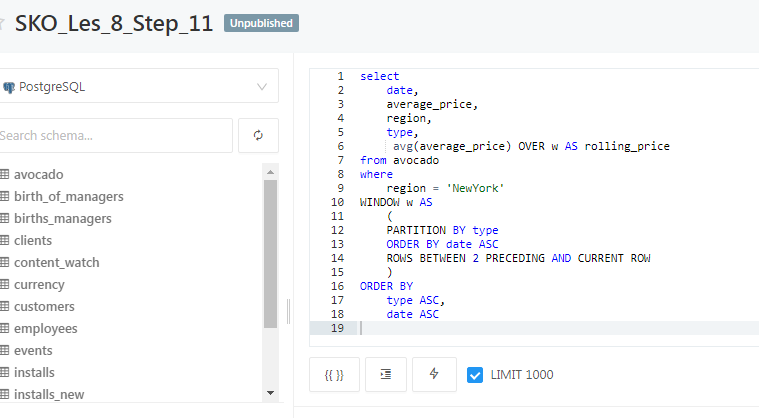 SKO_Les_8_Step_11 Unpublished
PostgreSQL
Search schema...
avocado
birth_of_managers
births_managers
clients
content_watch
currency
customers
employees
events
installs
installs_new
1 select
2 date,
3 average_price,
4 region,
5 type,
6 avg(average_price) OVER w AS rolling_price
7 from avocado
8 where
9 region = 'NewYork'
10 WINDOW w AS
11 (
12 PARTITION BY type
13 ORDER BY date ASC
14 ROWS BETWEEN 2 PRECEDING AND CURRENT ROW
15 )
16 ORDER BY
17 type ASC,
18 date ASC
19
{{ }} LIMIT 1000